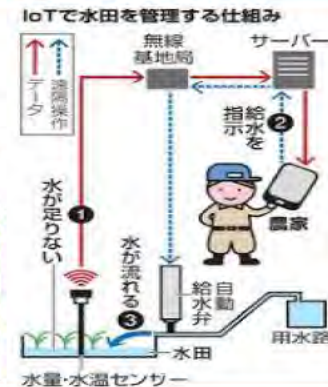 IoTで水田を管理する仕組み
データ
遠隔操作
無線
基地局
サーバー
❷
給水を
指示
農家
❶
水が足りない
水が流れる
❸
自動
給水弁
用水路
水田
水量・水温センサー